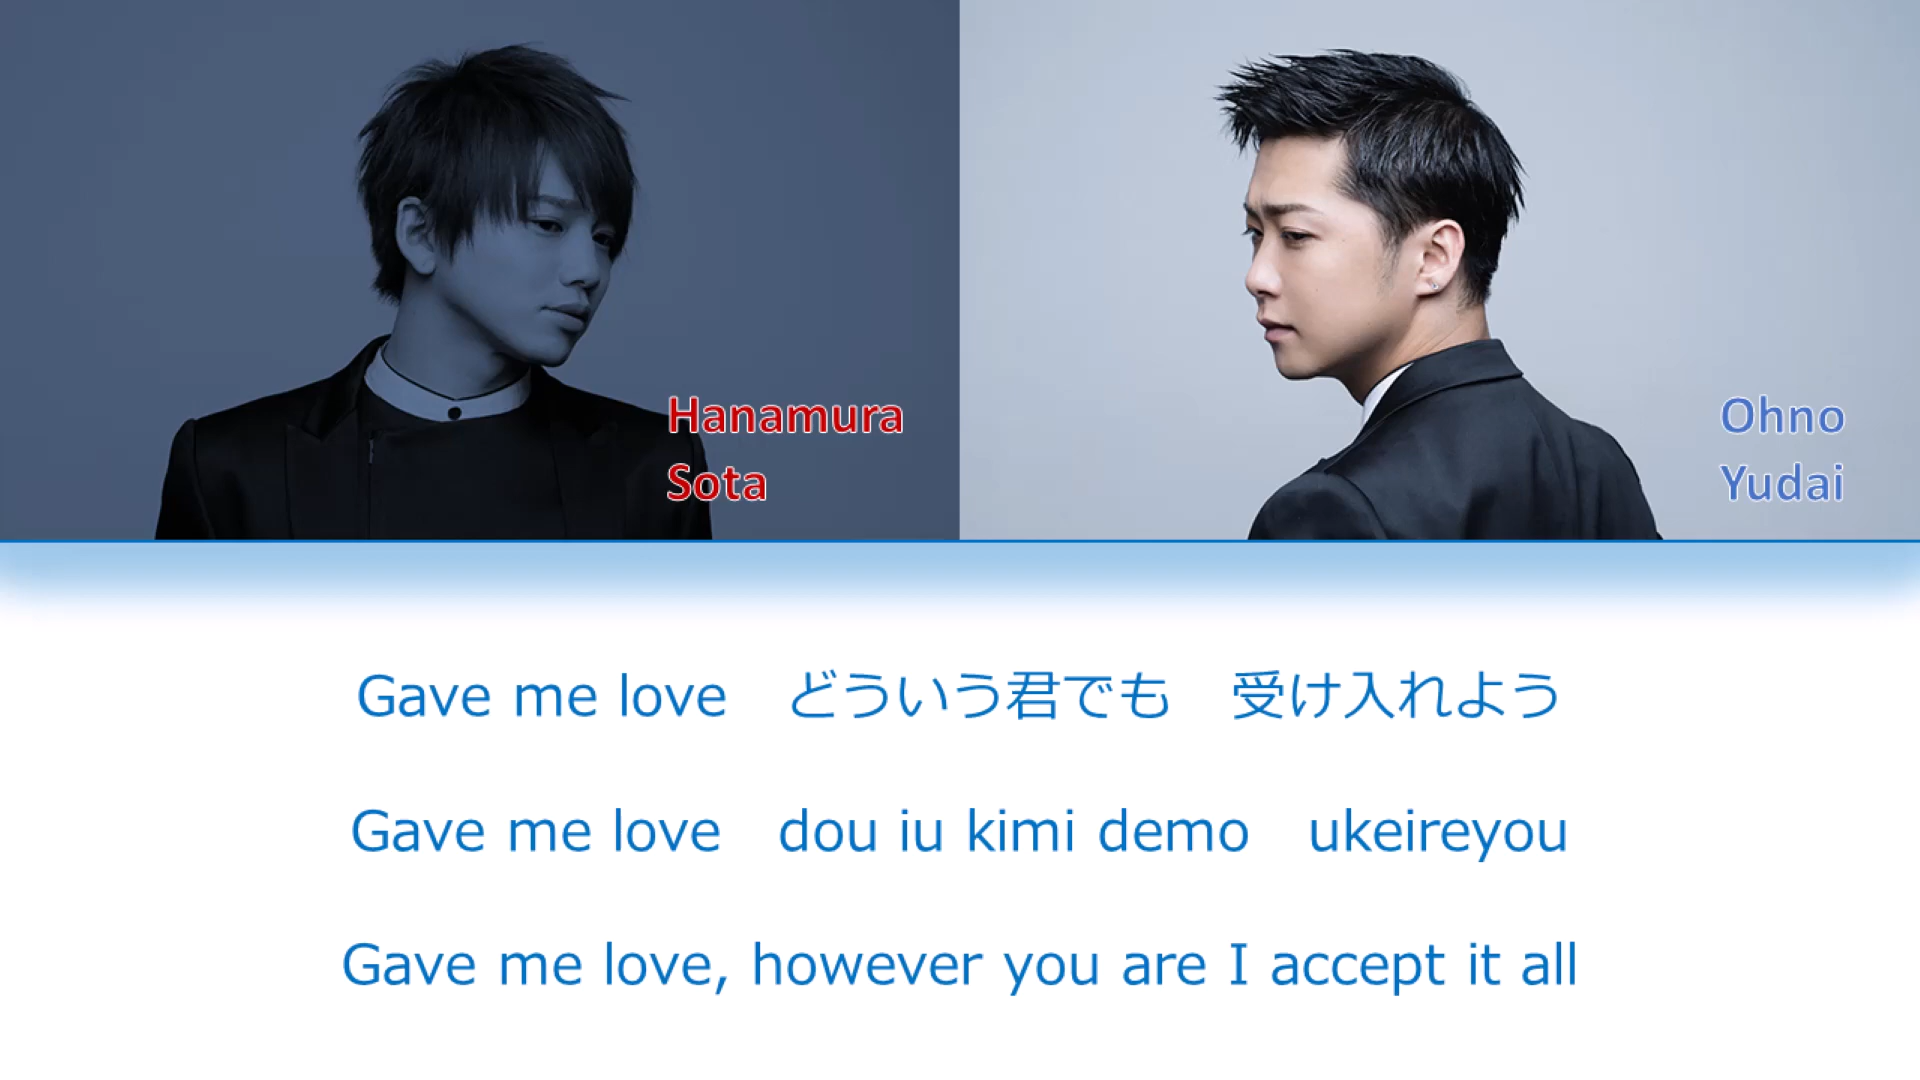 Hanamura
Sota
Ohno
Yudai
Gave me love　どういう君でも　受け入れよう
Gave me love　dou iu kimi demo　ukeireyou
Gave me love, however you are I accept it all